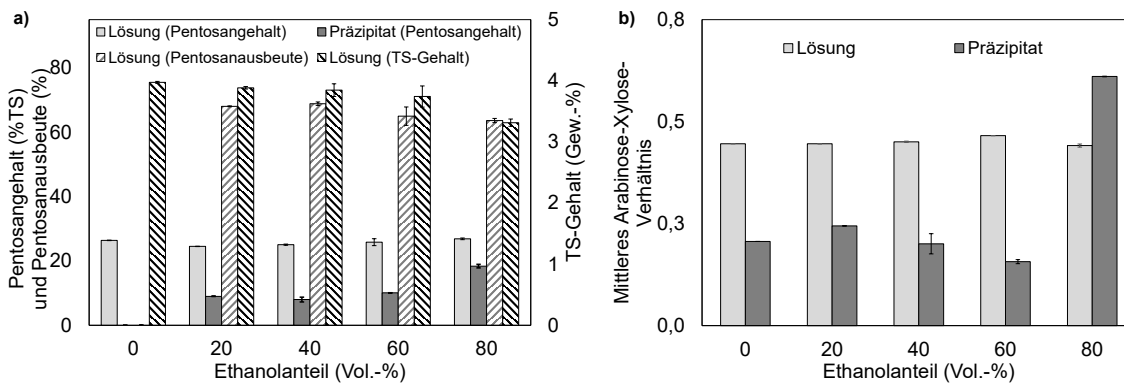 a)
Lösung (Pentosangehalt)
Präzipitat (Pentosangehalt)
Lösung (Pentosanausbeute)
Lösung (TS-Gehalt)
Pentosangehalt (%TS)
und Pentosanausbeute (%)
80
60
40
20
0
5
4
3
2
1
0
TS-Gehalt (Gew.-%)
0 20 40 60 80
Ethanolanteil (Vol.-%)
b)
Lösung
Präzipitat
Mittleres Arabinose-Xylose-
Verhältnis
0,8
0,5
0,3
0,0
0 20 40 60 80
Ethanolanteil (Vol.-%)